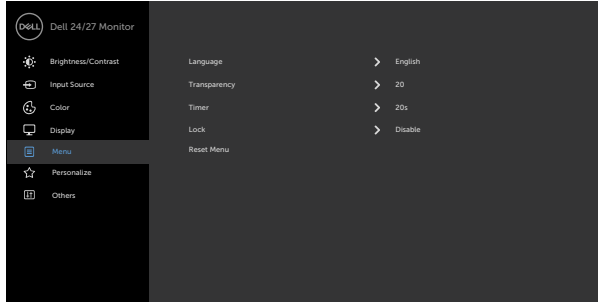 DELL Dell 24/27 Monitor
Brightness/Contrast Language English
Input Source Transparency 20
Color Timer 20s
Display Lock Disable
Menu Reset Menu
Personalize
Others